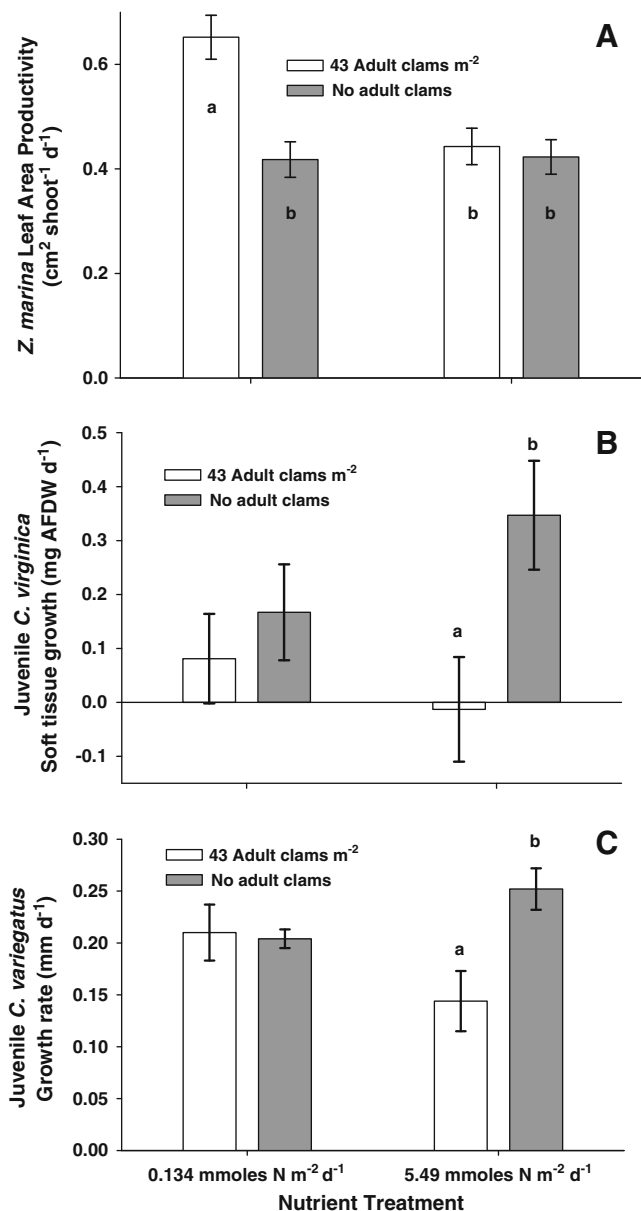 A
Z. marina Leaf Area Productivity
(cm² shoot⁻¹ d⁻¹)
0.6
0.4
0.2
0.0
43 Adult clams m⁻²
No adult clams
a
b
b
b
B
Juvenile C. virginica
Soft tissue growth (mg AFDW d⁻¹)
0.5
0.4
0.3
0.2
0.1
0.0
-0.1
43 Adult clams m⁻²
No adult clams
a
b
C
Juvenile C. variegatus
Growth rate (mm d⁻¹)
0.30
0.25
0.20
0.15
0.10
0.05
0.00
43 Adult clams m⁻²
No adult clams
a
b
0.134 mmoles N m⁻² d⁻¹
5.49 mmoles N m⁻² d⁻¹
Nutrient Treatment